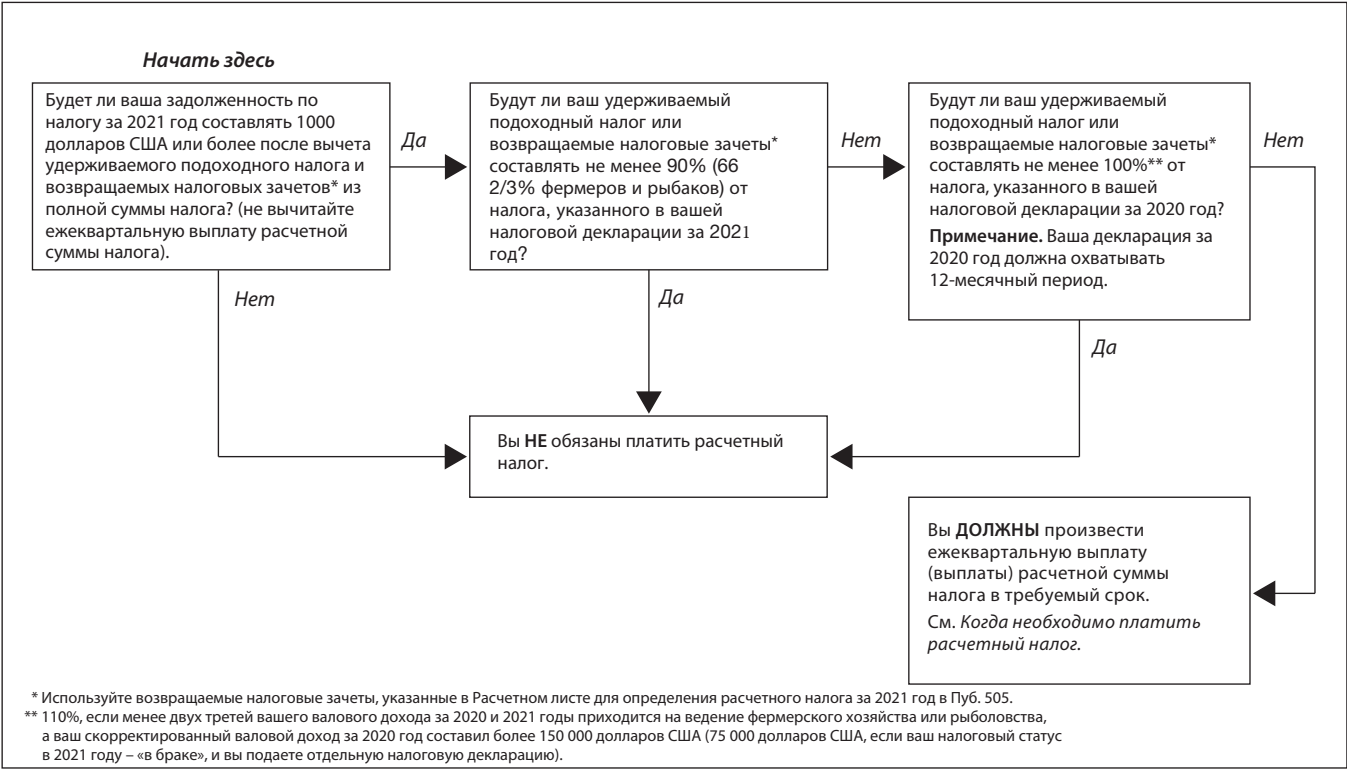 Начать здесь
Будет ли ваша задолженность по
налогу за 2021 год составлять 1000
долларов США или более после вычета
удерживаемого подоходного налога и
возвращаемых налоговых зачетов* из
полной суммы налога? (не вычитайте
ежеквартальную выплату расчетной
суммы налога).
Да
Будут ли ваш удерживаемый
подоходный налог или
возвращаемые налоговые зачеты*
составлять не менее 90% (66
2/3% фермеров и рыбаков) от
налога, указанного в вашей
налоговой декларации за 2021
год?
Нет
Будут ли ваш удерживаемый
подоходный налог или
возвращаемые налоговые зачеты*
составлять не менее 100%** от
налога, указанного в вашей
налоговой декларации за 2020 год?
Примечание. Ваша декларация за
2020 год должна охватывать
12-месячный период.
Нет
Нет
Да
Да
Вы НЕ обязаны платить расчетный
налог.
Вы ДОЛЖНЫ произвести
ежеквартальную выплату
(выплаты) расчетной суммы
налога в требуемый срок.
См. Когда необходимо платить
расчетный налог.
* Используйте возвращаемые налоговые зачеты, указанные в Расчетном листе для определения расчетного налога за 2021 год в Пуб. 505.
** 110%, если менее двух третей вашего валового дохода за 2020 и 2021 годы приходится на ведение фермерского хозяйства или рыболовства,
а ваш скорректированный валовой доход за 2020 год составил более 150 000 долларов США (75 000 долларов США, если ваш налоговый статус
в 2021 году – «в браке», и вы подаете отдельную налоговую декларацию).